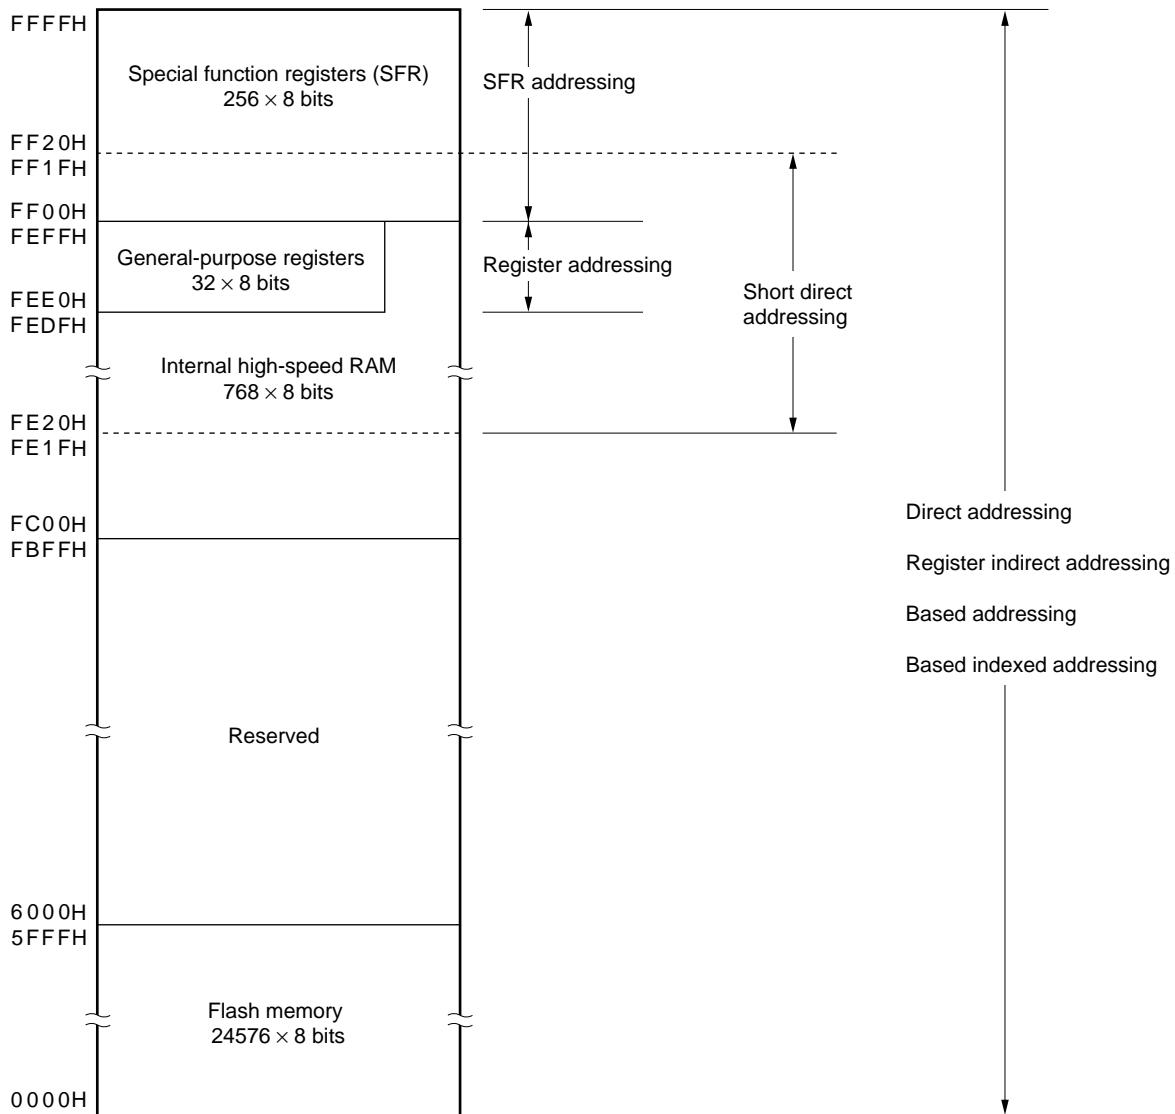 FFFFH
Special function registers (SFR)
256 × 8 bits
SFR addressing
FF20H
FF1FH
FF00H
FEFFH
General-purpose registers
32 × 8 bits
Register addressing
Short direct
addressing
FEE0H
FEDFH
Internal high-speed RAM
768 × 8 bits
FE20H
FE1FH
Direct addressing
Register indirect addressing
Based addressing
Based indexed addressing
FC00H
FBFFH
Reserved
6000H
5FFFH
Flash memory
24576 × 8 bits
0000H